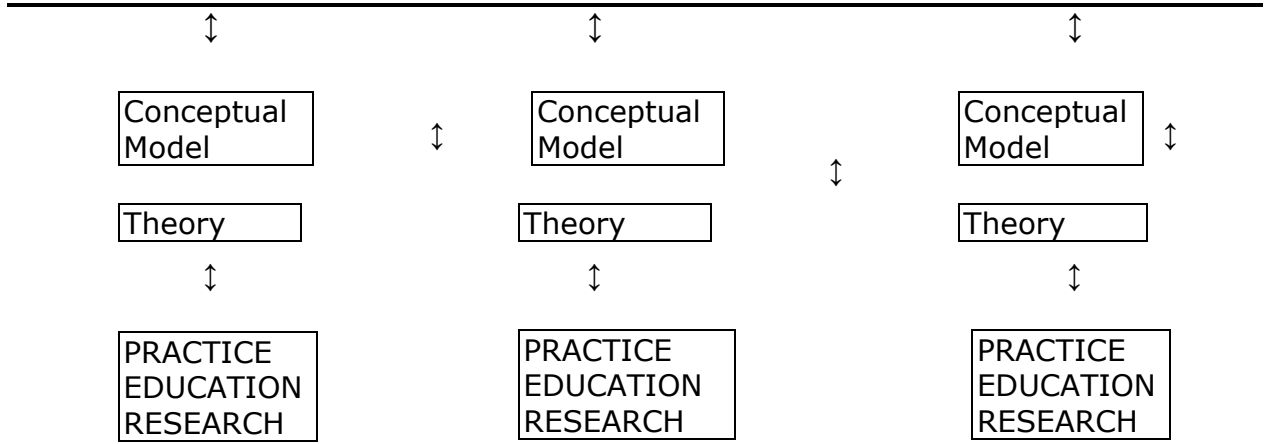 ↕ ↕ ↕
Conceptual
Model
↕
Conceptual
Model
↕
Conceptual
Model
↕
Theory
Theory
Theory
↕ ↕ ↕
PRACTICE
EDUCATION
RESEARCH
PRACTICE
EDUCATION
RESEARCH
PRACTICE
EDUCATION
RESEARCH